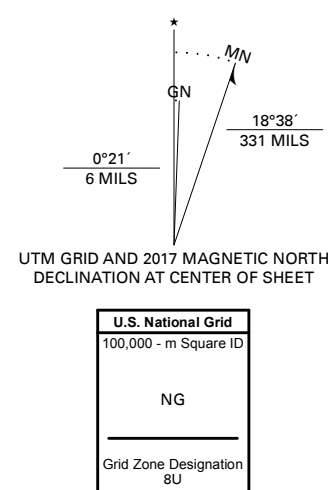 MN
GN
18°38´
331 MILS
0°21´
6 MILS
UTM GRID AND 2017 MAGNETIC NORTH
DECLINATION AT CENTER OF SHEET
U.S. National Grid
100,000 - m Square ID
NG
Grid Zone Designation
8U